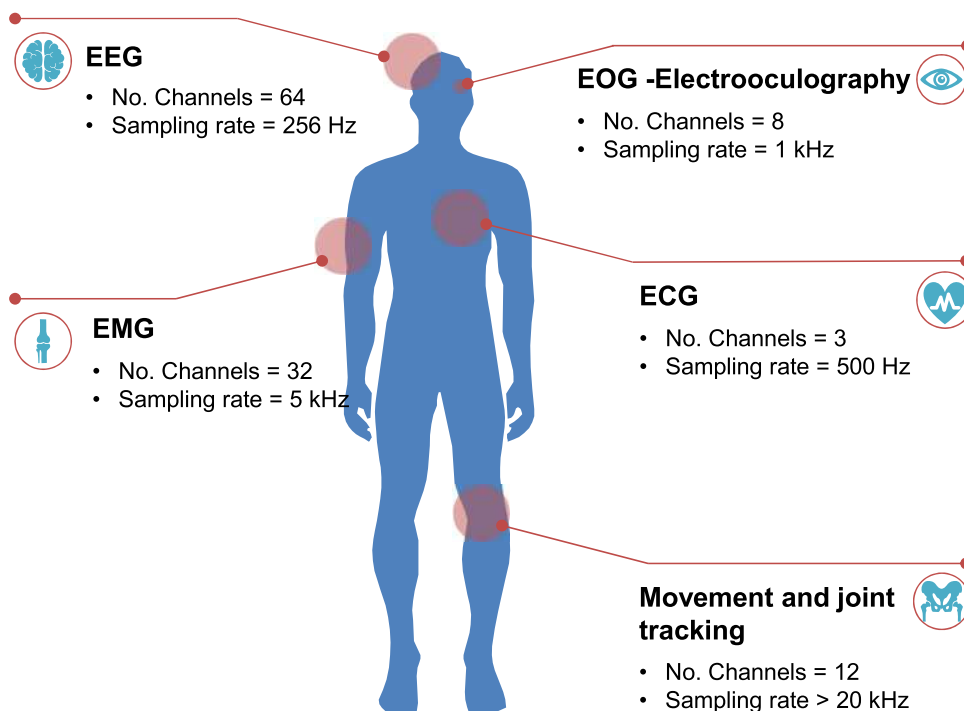 EEG
• No. Channels = 64
• Sampling rate = 256 Hz
EOG -Electrooculography
• No. Channels = 8
• Sampling rate = 1 kHz
EMG
• No. Channels = 32
• Sampling rate = 5 kHz
ECG
• No. Channels = 3
• Sampling rate = 500 Hz
Movement and joint
tracking
• No. Channels = 12
• Sampling rate > 20 kHz